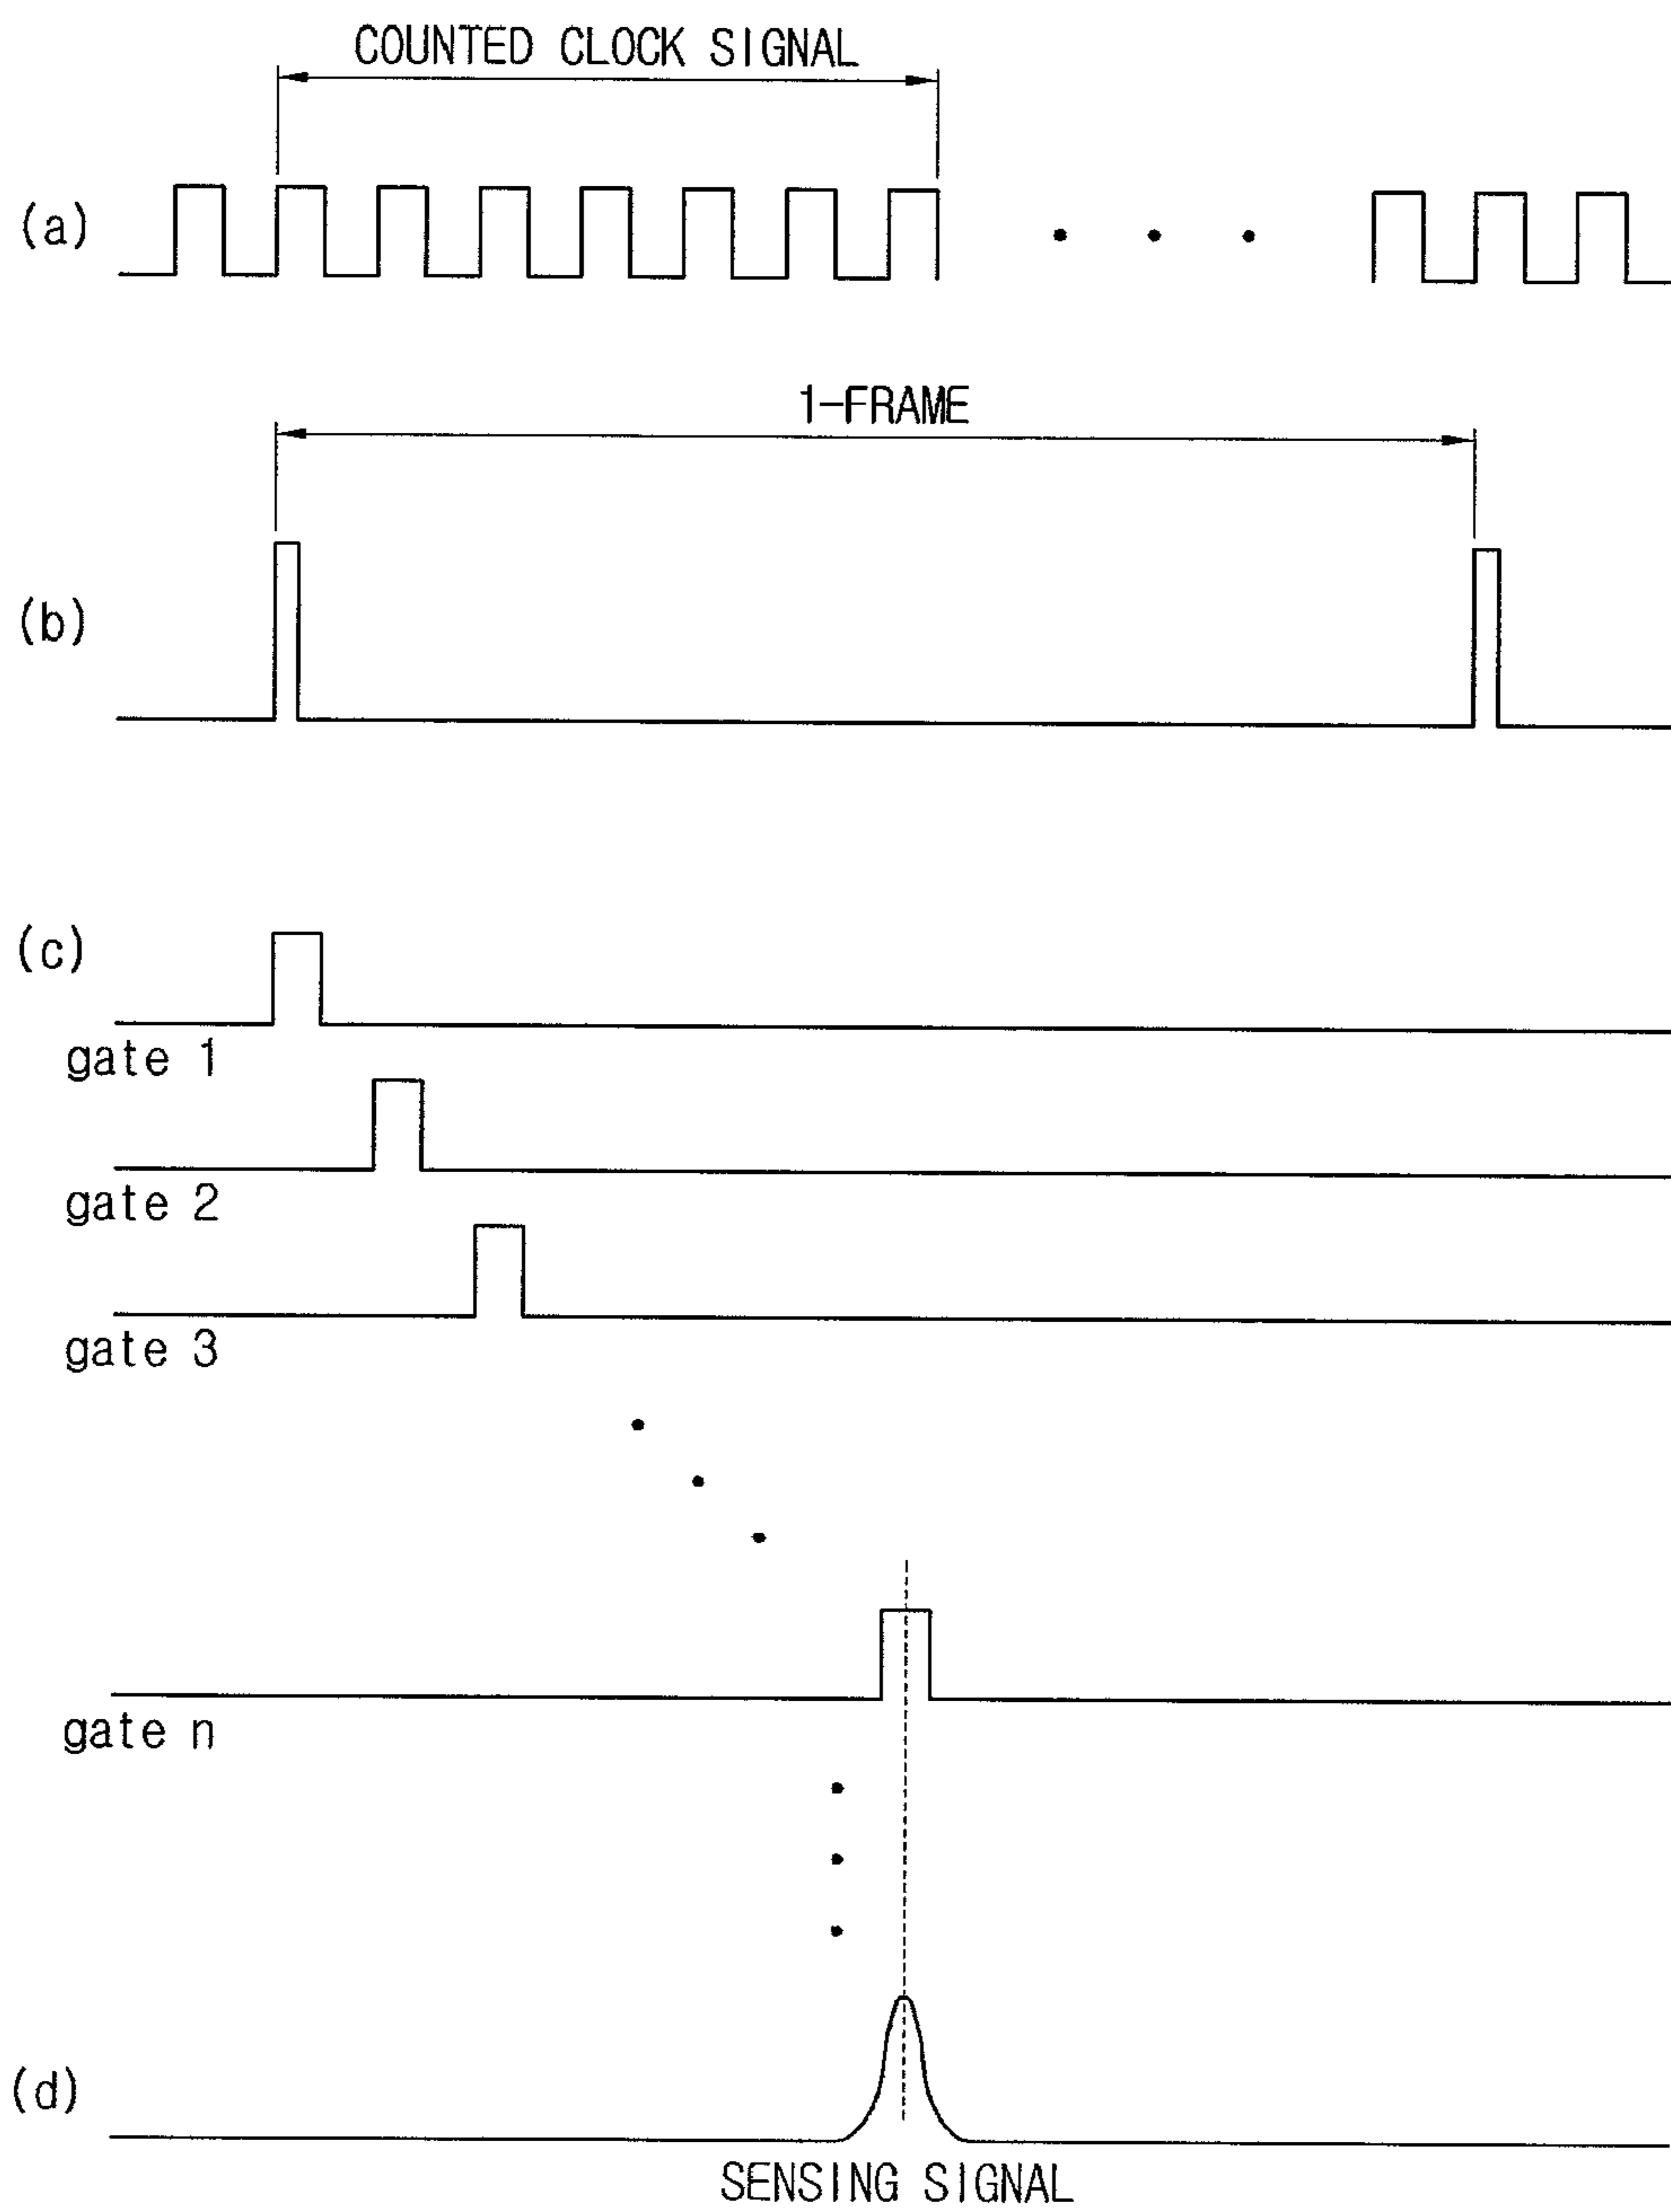 COUNTED CLOCK SIGNAL
(a)
1-FRAME
(b)
(c)
gate 1
gate 2
gate 3
gate n
(d)
SENSING SIGNAL